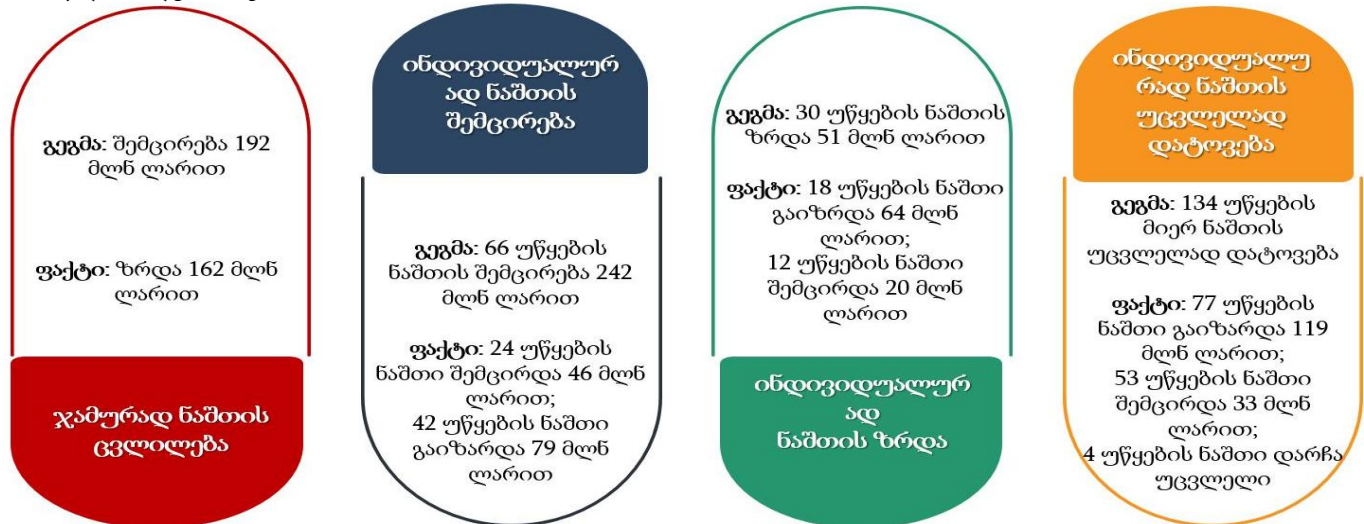 გეგმა: შემცირება 192
მლნ ლარით
ფაქტი: ზრდა 162 მლნ
ლარით
ჯამურად ნაშთის
ცვლილება
ინდივიდუალურ
ად ნაშთის
შემცირება
გეგმა: 66 უწყების
ნაშთის შემცირება 242
მლნ ლარით
ფაქტი: 24 უწყების
ნაშთი შემცირდა 46 მლნ
ლარით;
42 უწყების ნაშთი
გაიზარდა 79 მლნ
ლარით
გეგმა: 30 უწყების ნაშთის
ზრდა 51 მლნ ლარით
ფაქტი: 18 უწყების ნაშთი
გაიზრდა 64 მლნ
ლარით;
12 უწყების ნაშთი
შემცირდა 20 მლნ
ლარით
ინდივიდუალურ
ად
ნაშთის ზრდა
ინდივიდუალუ
რად ნაშთის
უცვლელად
დატოვება
გეგმა: 134 უწყების
მიერ ნაშთის
უცვლელად დატოვება
ფაქტი: 77 უწყების
ნაშთი გაიზარდა 119
მლნ ლარით;
53 უწყების ნაშთი
შემცირდა 33 მლნ
ლარით;
4 უწყების ნაშთი დარჩა
უცვლელი